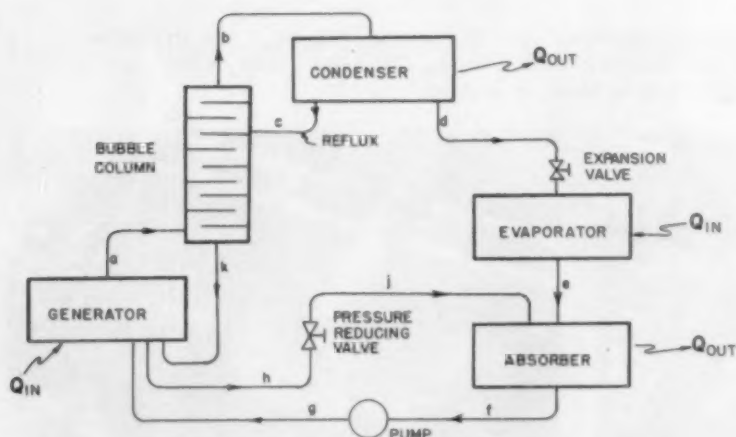 b
CONDENSER
QOUT
c
d
REFLUX
BUBBLE
COLUMN
EXPANSION
VALVE
EVAPORATOR
QIN
a
k
e
j
GENERATOR
PRESSURE
REDUCING
VALVE
ABSORBER
QOUT
QIN
h
g
f
PUMP